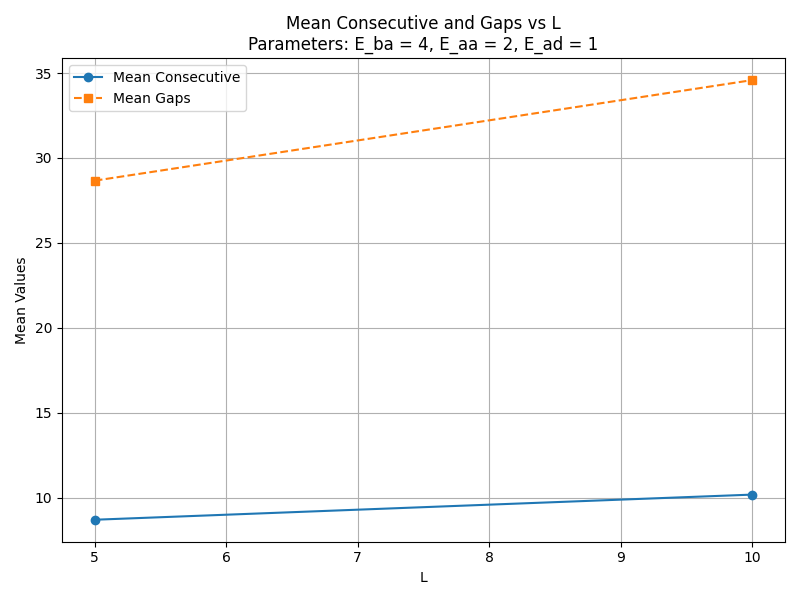 Mean Consecutive and Gaps vs L
Parameters: E_ba = 4, E_aa = 2, E_ad = 1
Mean Consecutive
Mean Gaps
Mean Values
35
30
25
20
15
10
5 6 7 8 9 10
L